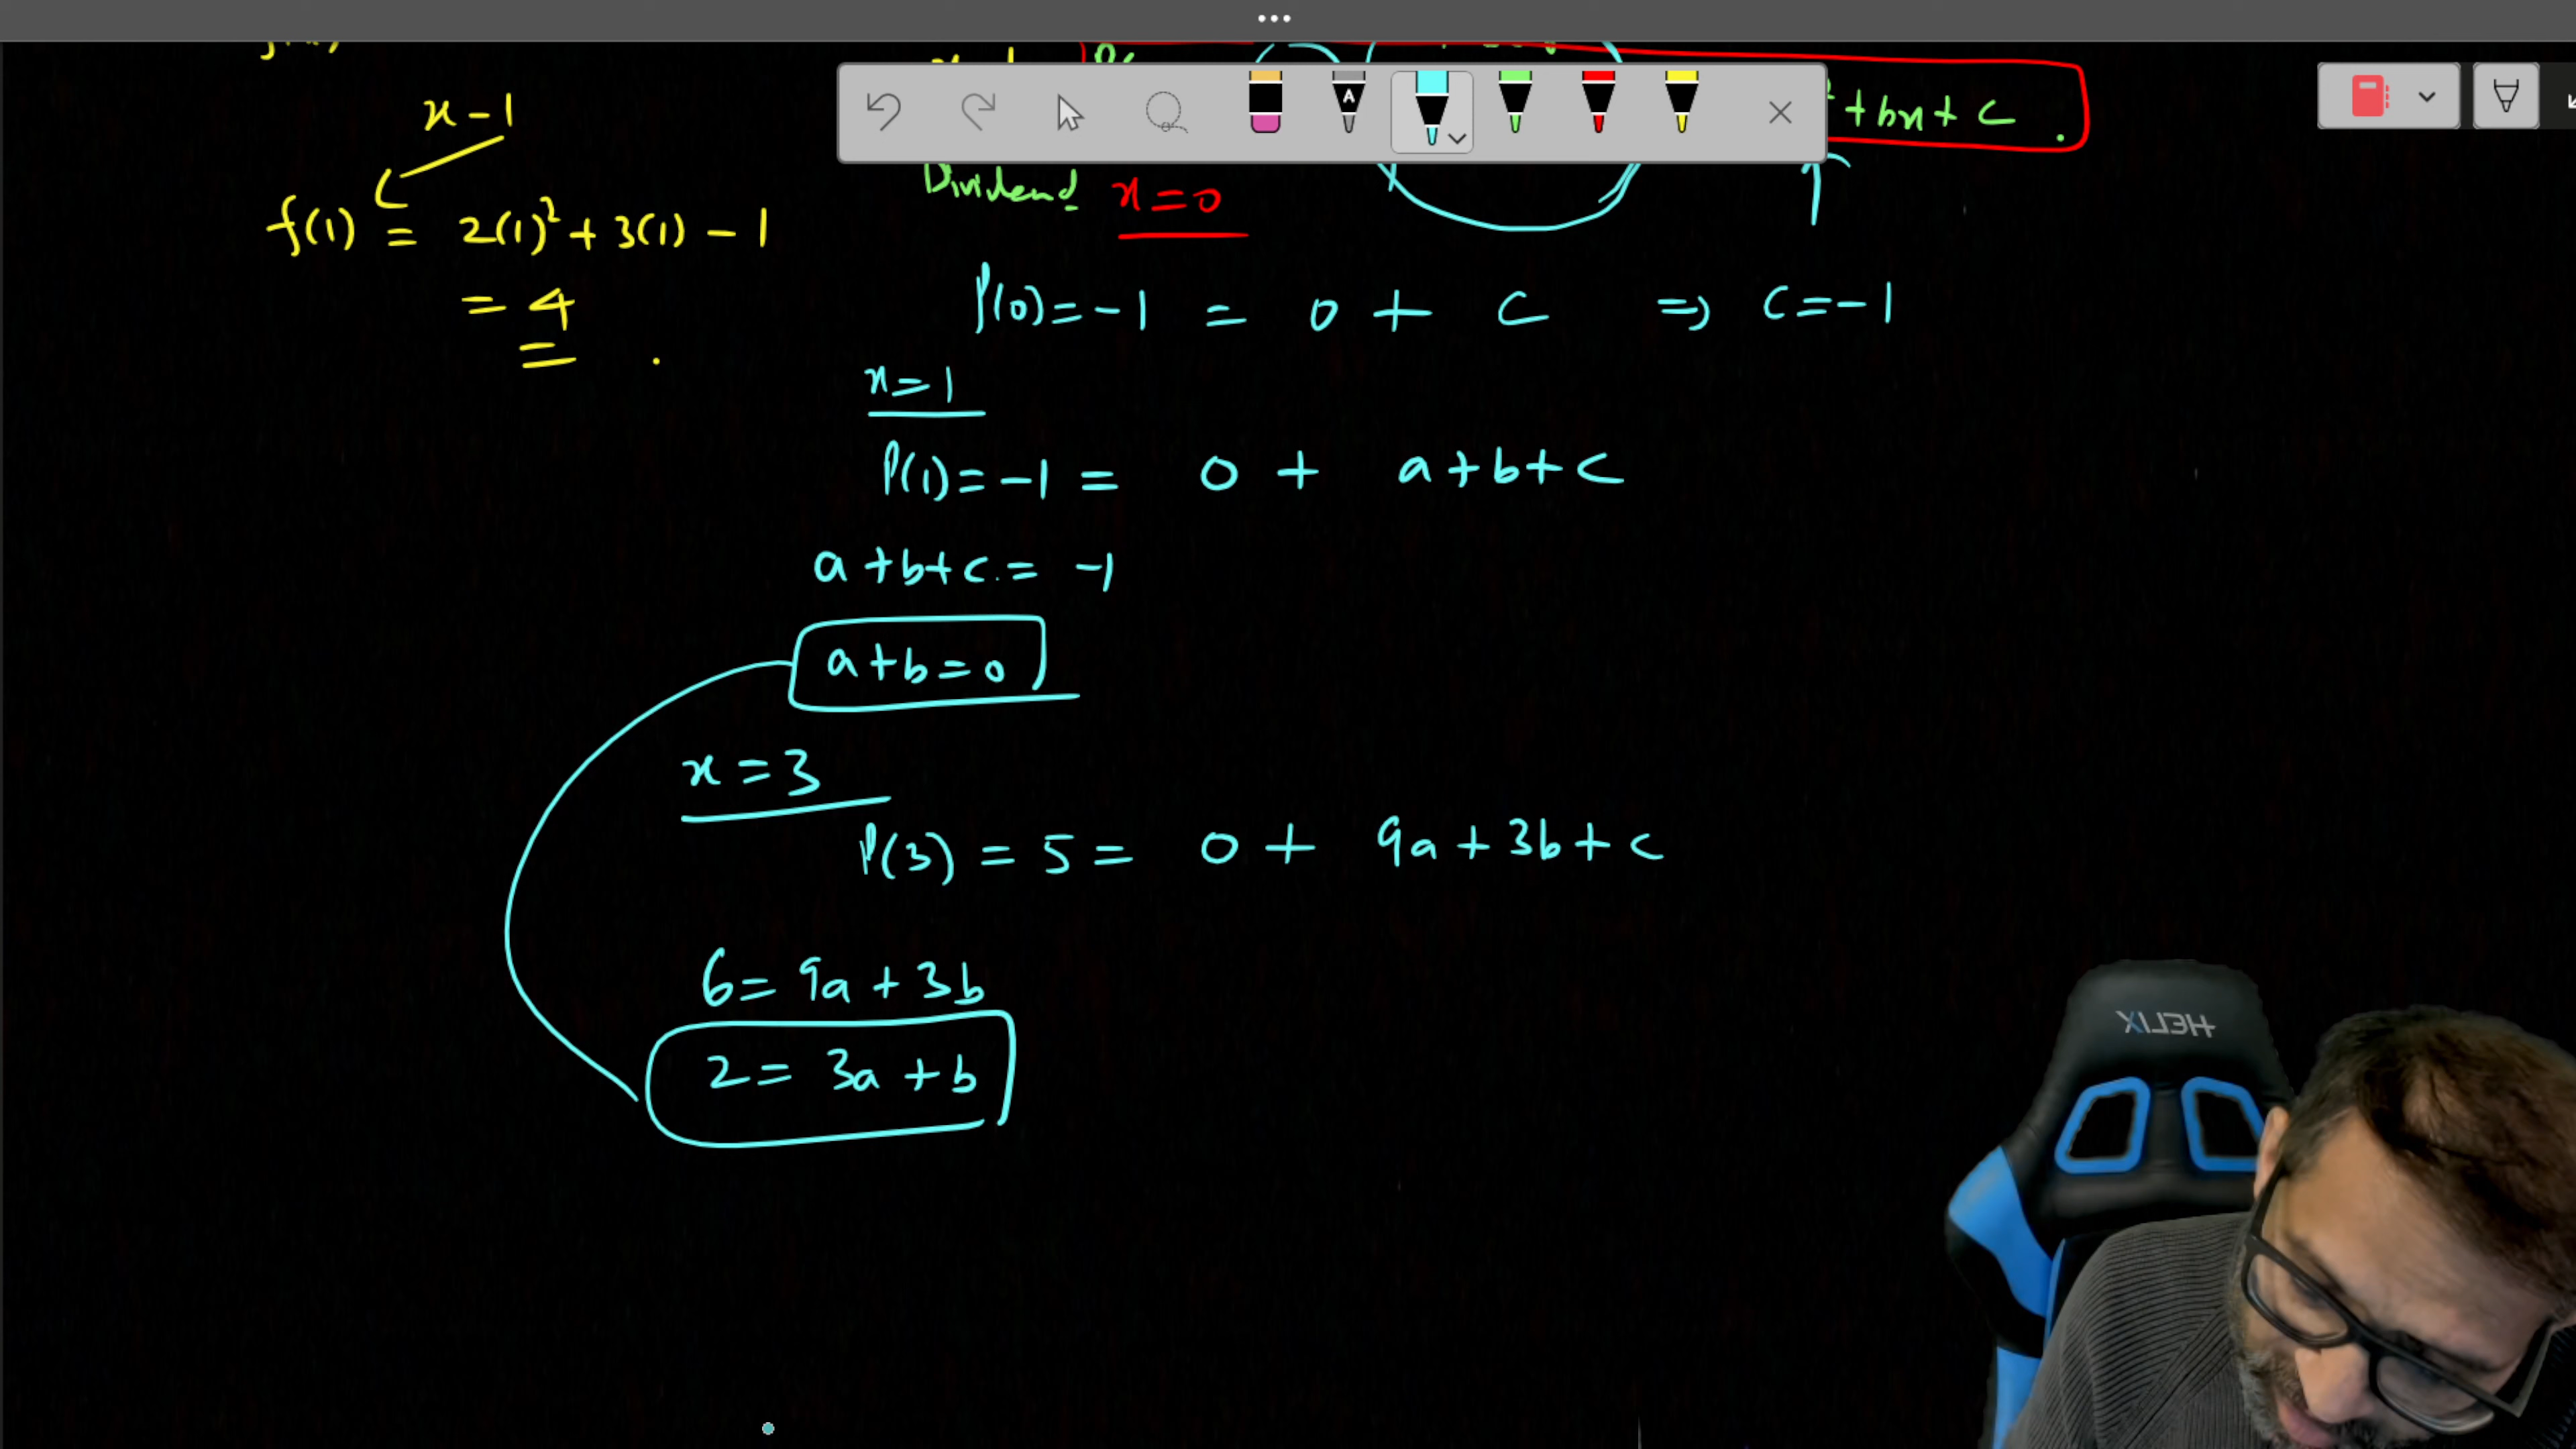 x - 1
f(1) = 2(1)² + 3(1) - 1
= 4
+ bx + c .
Dividend x = 0
P(0) = -1 = 0 + c ⇒ c = -1
x = 1
P(1) = -1 = 0 + a + b + c
a + b + c = -1
a + b = 0
x = 3
P(3) = 5 = 0 + 9a + 3b + c
6 = 9a + 3b
2 = 3a + b
HELIX